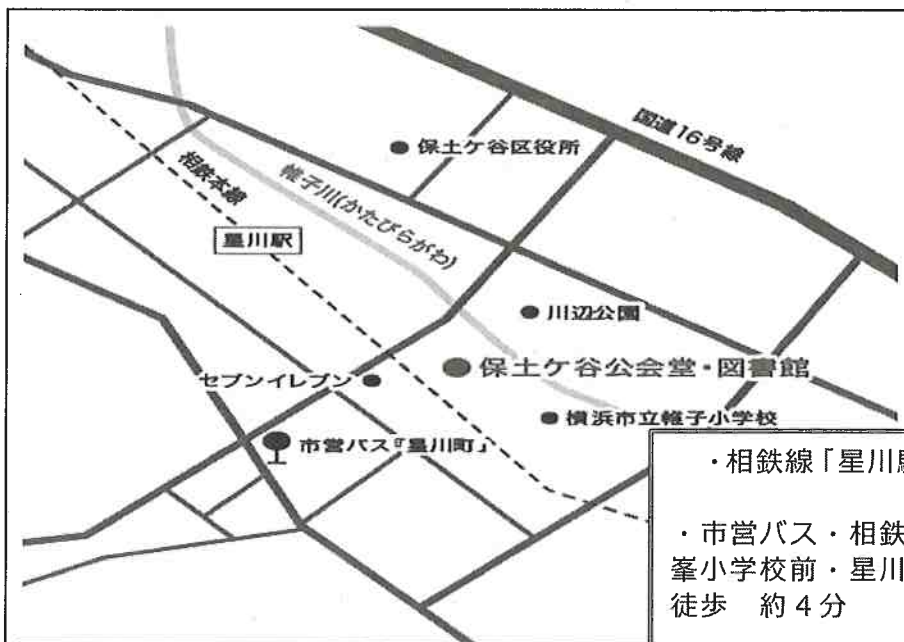 国道16号線
保土ケ谷区役所
相鉄本線
帷子川(かたびらがわ)
星川駅
川辺公園
保土ケ谷公会堂・図書館
セブンイレブン
横浜市立帷子小学校
市営バス『星川町』
・相鉄線「星川
・市営バス・相鉄
峯小学校前・星川
徒歩 約4分